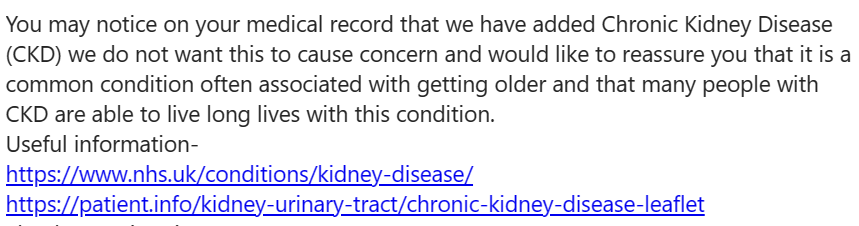 You may notice on your medical record that we have added Chronic Kidney Disease
(CKD) we do not want this to cause concern and would like to reassure you that it is a
common condition often associated with getting older and that many people with
CKD are able to live long lives with this condition.
Useful information-
https://www.nhs.uk/conditions/kidney-disease/
https://patient.info/kidney-urinary-tract/chronic-kidney-disease-leaflet